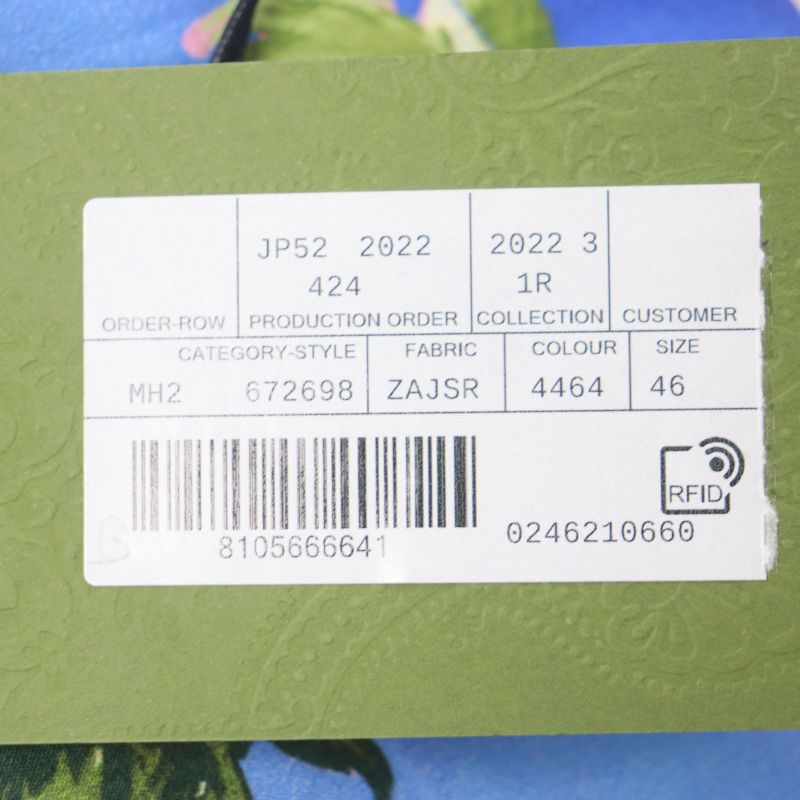 JP52 2022 2022 3
424 1R
ORDER-ROW PRODUCTION ORDER COLLECTION CUSTOMER
CATEGORY-STYLE FABRIC COLOUR SIZE
MH2 672698 ZAJSR 4464 46
RFID
8105666641 0246210660
B